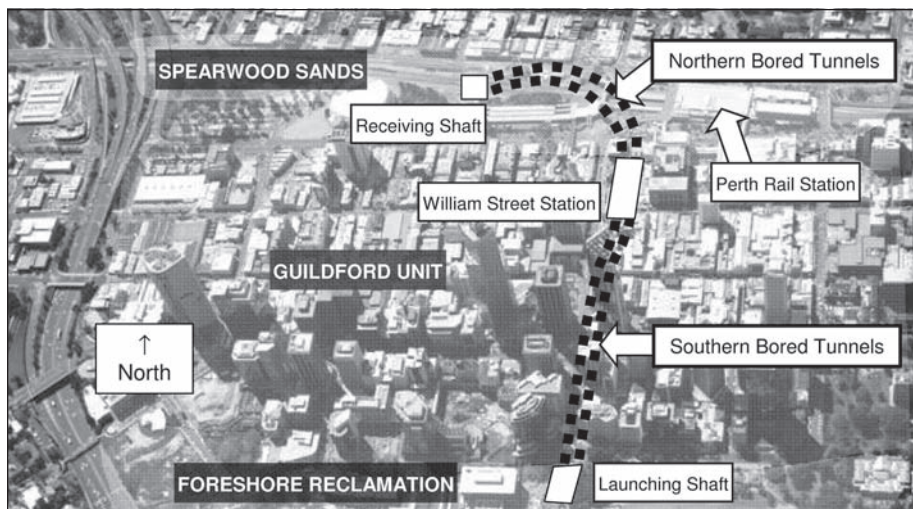 SPEARWOOD SANDS
Northern Bored Tunnels
Receiving Shaft
Perth Rail Station
William Street Station
GUILDFORD UNIT
↑
North
Southern Bored Tunnels
FORESHORE RECLAMATION
Launching Shaft